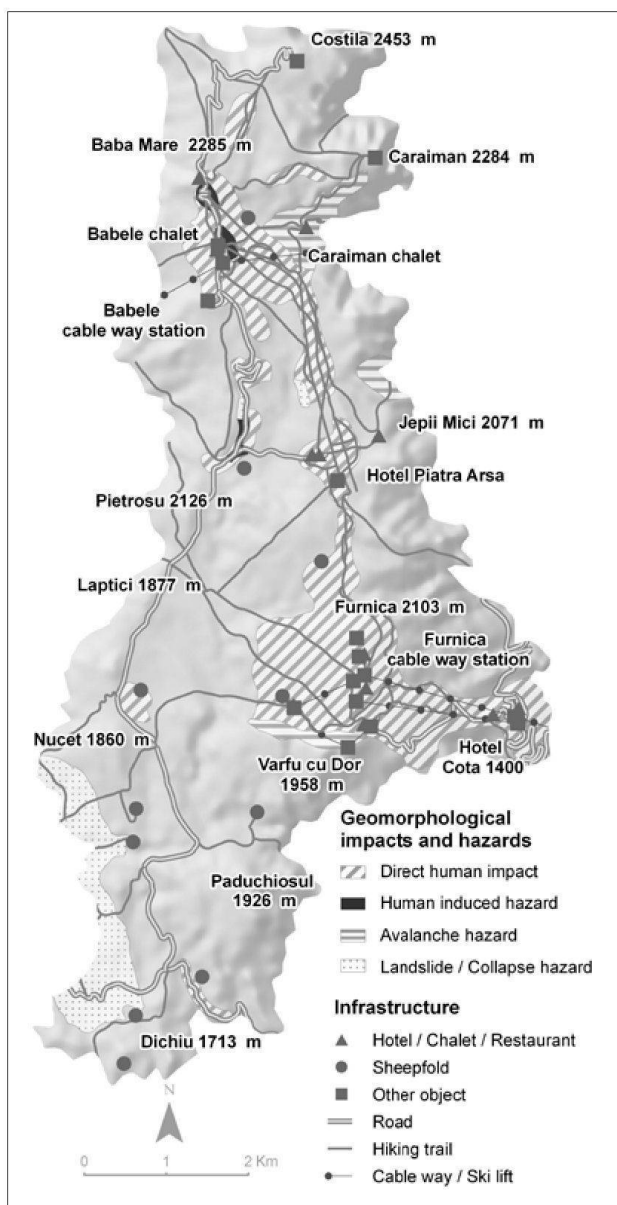 Costila 2453 m
Baba Mare 2285 m
Caraiman 2284 m
Babele chalet
Caraiman chalet
Babele
cable way station
Jepii Mici 2071 m
Hotel Piatra Arsa
Pietrosu 2126 m
Laptici 1877 m
Furnica 2103 m
Furnica
cable way station
Nucet 1860 m
Varfu cu Dor
1958 m
Hotel
Cota 1400
Paduchiosul
1926 m
Dichiu 1713 m
Geomorphological
impacts and hazards
Direct human impact
Human induced hazard
Avalanche hazard
Landslide / Collapse hazard
Infrastructure
Hotel / Chalet / Restaurant
Sheepfold
Other object
Road
Hiking trail
Cable way / Ski lift
N
0 1 2 Km